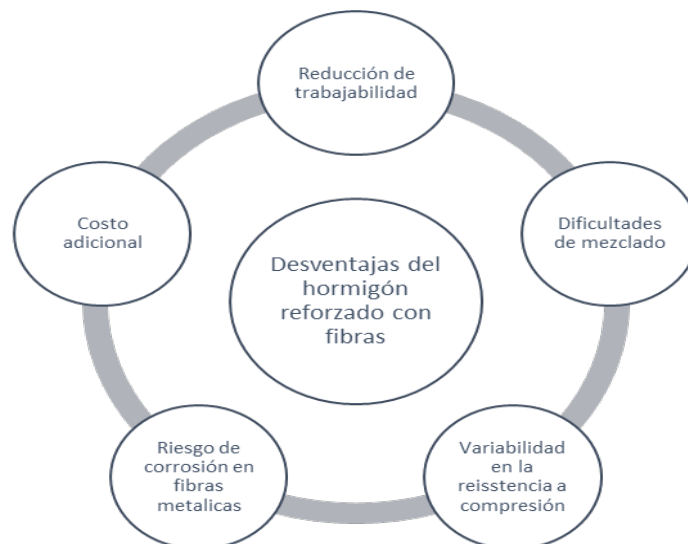 Reducción de
trabajabilidad
Costo
adicional
Dificultades
de mezclado
Desventajas del
hormigón
reforzado con
fibras
Riesgo de
corrosión en
fibras
metalicas
Variabilidad
en la
reisstencia a
compresión